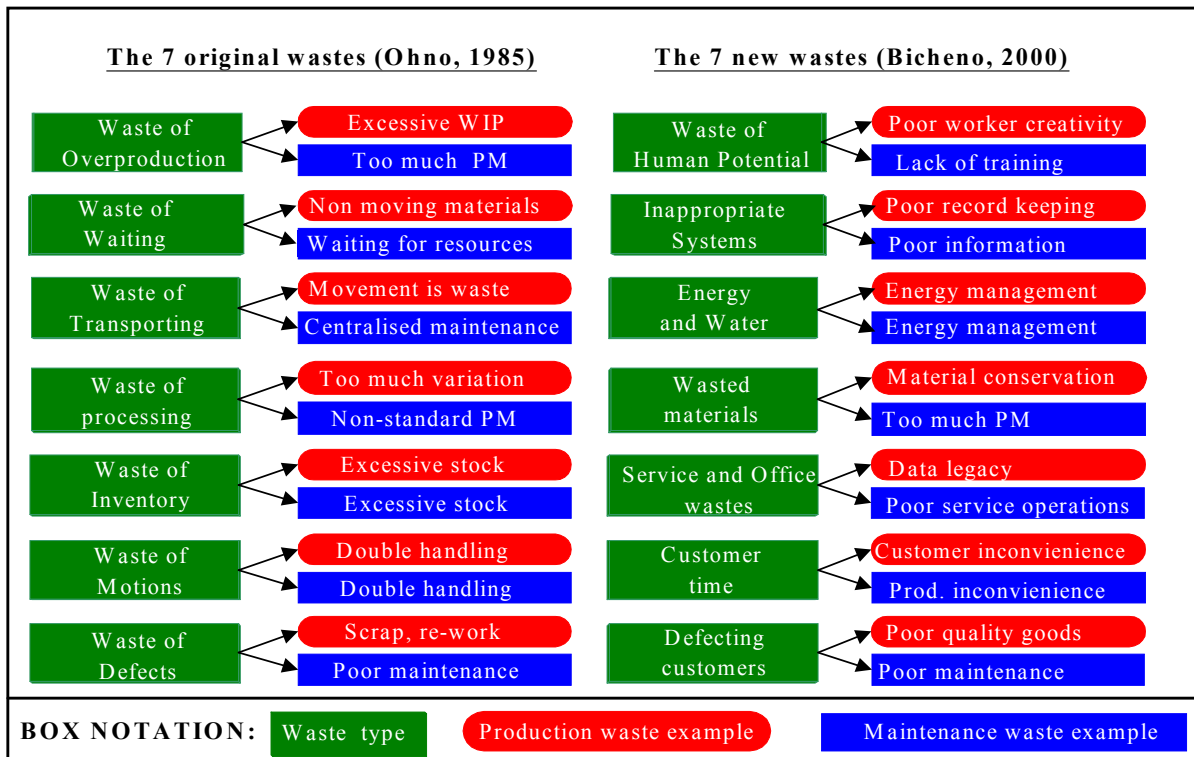 The 7 original wastes (Ohno, 1985)
Waste of
Overproduction
Excessive WIP
Too much PM
Waste of
Waiting
Non moving materials
Waiting for resources
Waste of
Transporting
Movement is waste
Centralised maintenance
Waste of
processing
Too much variation
Non-standard PM
Waste of
Inventory
Excessive stock
Excessive stock
Waste of
Motions
Double handling
Double handling
Waste of
Defects
Scrap, re-work
Poor maintenance
The 7 new wastes (Bicheno, 2000)
Waste of
Human Potential
Poor worker creativity
Lack of training
Inappropriate
Systems
Poor record keeping
Poor information
Energy
and Water
Energy management
Energy management
Wasted
materials
Material conservation
Too much PM
Service and Office
wastes
Data legacy
Poor service operations
Customer
time
Customer inconvienience
Prod. inconvienience
Defecting
customers
Poor quality goods
Poor maintenance
BOX NOTATION:
Waste type
Production waste example
Maintenance waste example